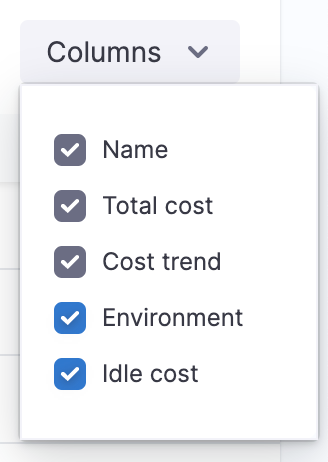 Columns
Name
Total cost
Cost trend
Environment
Idle cost